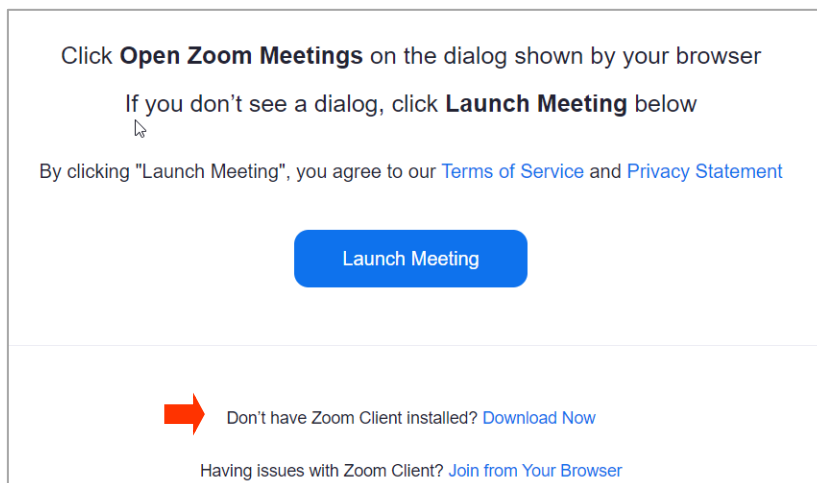 Click Open Zoom Meetings on the dialog shown by your browser
If you don’t see a dialog, click Launch Meeting below
By clicking "Launch Meeting", you agree to our Terms of Service and Privacy Statement
Launch Meeting
Don’t have Zoom Client installed? Download Now
Having issues with Zoom Client? Join from Your Browser